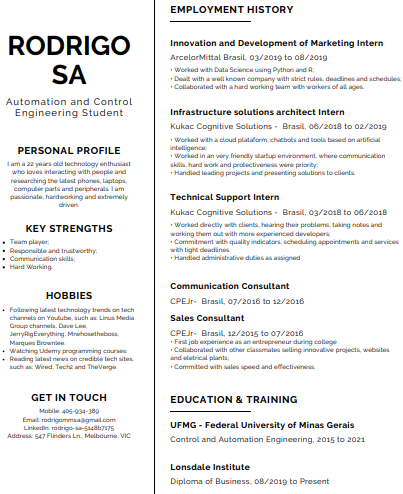 RODRIGO
SA
Automation and Control
Engineering Student
PERSONAL PROFILE
I am a 22 years old technology enthusiast
who loves interacting with people and
researching the latest phones, laptops,
computer parts and peripherals. I am
passionate, hardworking and extremely
driven.
KEY STRENGTHS
• Team player;
• Responsible and trustworthy;
• Communication skills;
• Hard Working.
HOBBIES
• Following latest technology trends on tech
channels on Youtube, such as: Linus Media
Group channels, Dave Lee,
JerryRigEverything, Mrwhosetheboss,
Marques Brownlee.
• Watching Udemy programming courses;
• Reading latest news on credible tech sites,
such as: Wired, Tech2 and TheVerge.
GET IN TOUCH
Mobile: 405-934-389
Email: rodrigommsa@gmail.com
LinkedIn: rodrigo-sa-5148b7175
Address: 547 Flinders Ln., Melbourne, VIC
EMPLOYMENT HISTORY
Innovation and Development of Marketing Intern
ArcelorMittal Brasil, 03/2019 to 08/2019
• Worked with Data Science using Python and R;
• Dealt with a well known company with strict rules, deadlines and schedules;
• Collaborated with a hard working team with workers of all ages.
Infrastructure solutions architect Intern
Kukac Cognitive Solutions - Brasil, 06/2018 to 02/2019
• Worked with a cloud plataform, chatbots and tools based on artificial
intelligence;
• Worked in an very friendly startup environment, where communication
skills, hard work and protectiveness were priority;
• Handled leading projects and presenting solutions to clients.
Technical Support Intern
Kukac Cognitive Solutions - Brasil, 03/2018 to 06/2018
• Worked directly with clients, hearing their problems, taking notes and
working them out with more experienced developers;
• Commitment with quality indicators, scheduling appointments and services
with tight deadlines.
• Handled administrative duties as assigned
Communication Consultant
CPEJr- Brasil, 07/2016 to 12/2016
Sales Consultant
CPEJr- Brasil, 12/2015 to 07/2016
• First job experience as an entrepreneur during college
• Collaborated with other classmates selling innovative projects, websites
and eletrical plants;
• Committed with sales speed and effectiveness.
EDUCATION & TRAINING
UFMG - Federal University of Minas Gerais
Control and Automation Engineering, 2015 to 2021
Lonsdale Institute
Diploma of Business, 08/2019 to Present